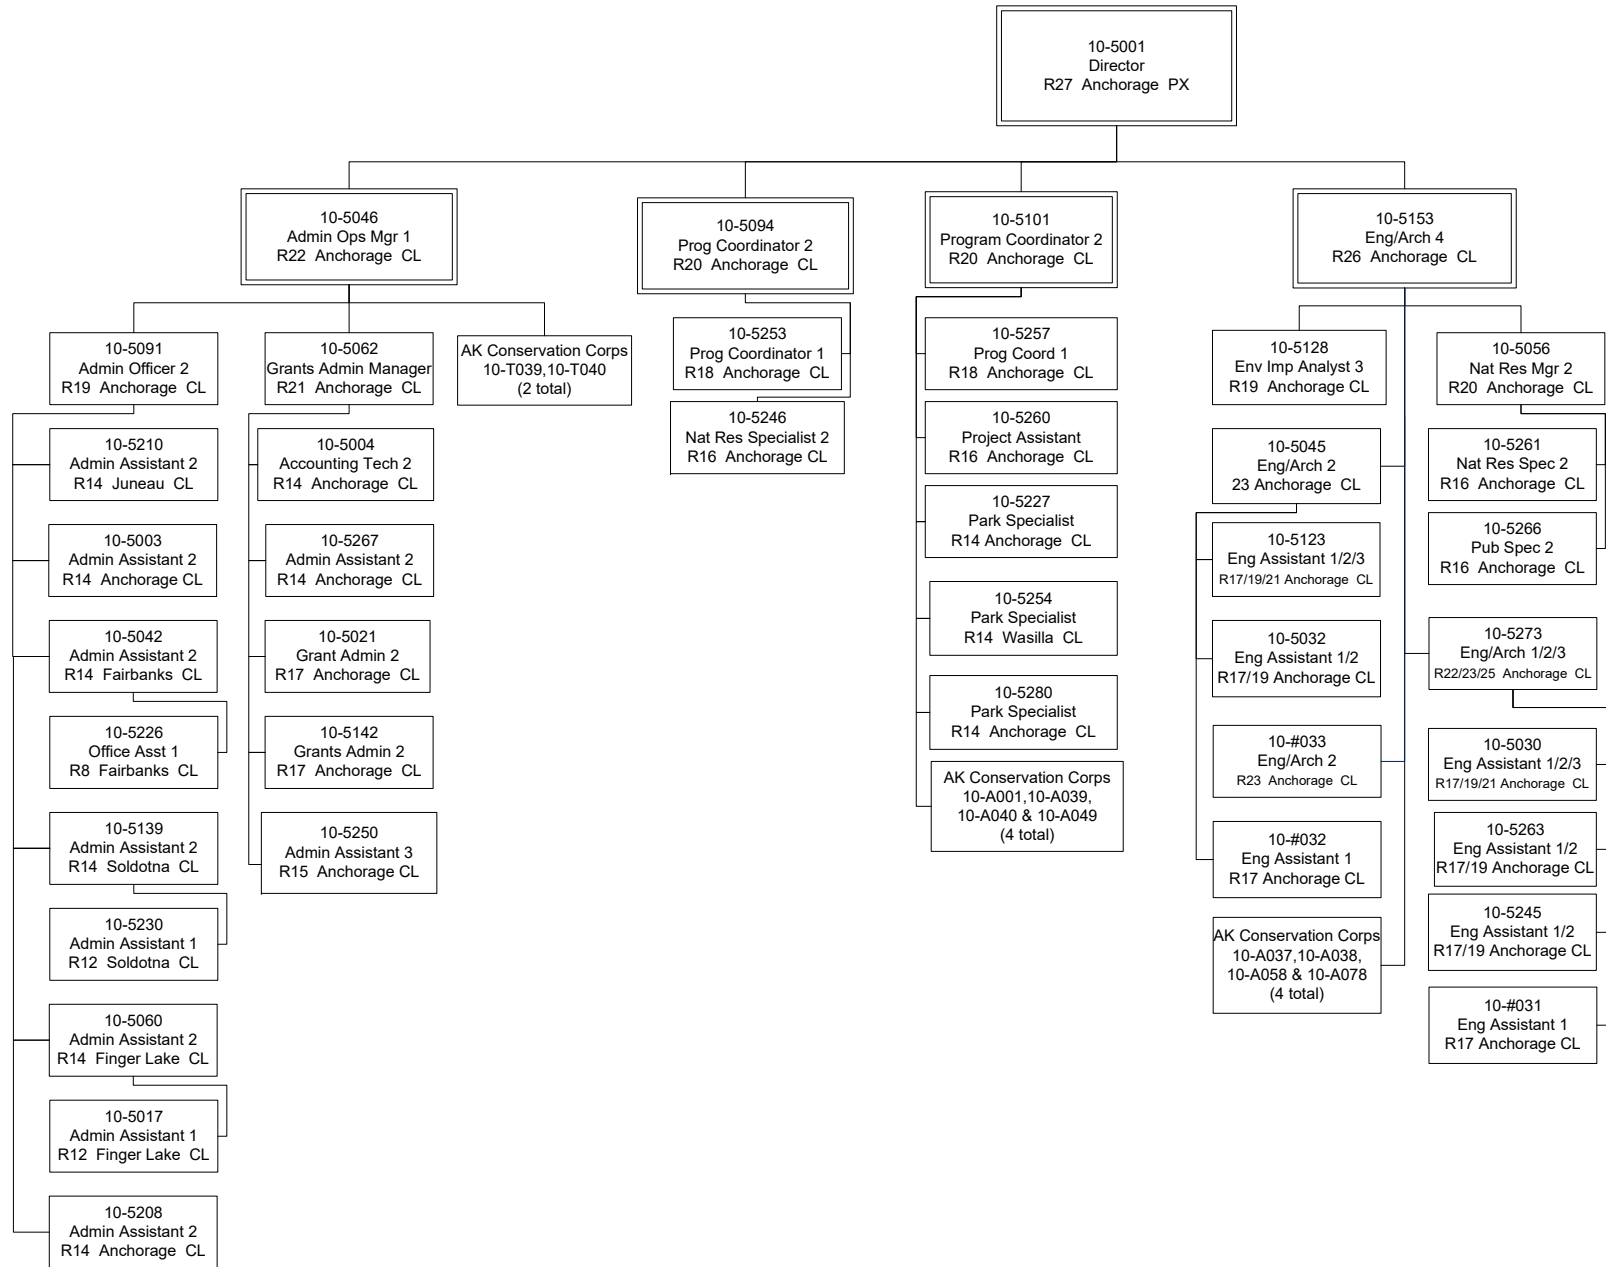 10-5001
Director
R27 Anchorage PX
10-5046
Admin Ops Mgr 1
R22 Anchorage CL
10-5094
Prog Coordinator 2
R20 Anchorage CL
10-5101
Program Coordinator 2
R20 Anchorage CL
10-5153
Eng/Arch 4
R26 Anchorage CL
10-5091
Admin Officer 2
R19 Anchorage CL
10-5210
Admin Assistant 2
R14 Juneau CL
10-5003
Admin Assistant 2
R14 Anchorage CL
10-5042
Admin Assistant 2
R14 Fairbanks CL
10-5226
Office Asst 1
R8 Fairbanks CL
10-5139
Admin Assistant 2
R14 Soldotna CL
10-5230
Admin Assistant 1
R12 Soldotna CL
10-5060
Admin Assistant 2
R14 Finger Lake CL
10-5017
Admin Assistant 1
R12 Finger Lake CL
10-5208
Admin Assistant 2
R14 Anchorage CL
10-5062
Grants Admin Manager
R21 Anchorage CL
10-5004
Accounting Tech 2
R14 Anchorage CL
10-5267
Admin Assistant 2
R14 Anchorage CL
10-5021
Grant Admin 2
R17 Anchorage CL
10-5142
Grants Admin 2
R17 Anchorage CL
10-5250
Admin Assistant 3
R15 Anchorage CL
AK Conservation Corps
10-T039,10-T040
(2 total)
10-5253
Prog Coordinator 1
R18 Anchorage CL
10-5246
Nat Res Specialist 2
R16 Anchorage CL
10-5257
Prog Coord 1
R18 Anchorage CL
10-5260
Project Assistant
R16 Anchorage CL
10-5227
Park Specialist
R14 Anchorage CL
10-5254
Park Specialist
R14 Wasilla CL
10-5280
Park Specialist
R14 Anchorage CL
AK Conservation Corps
10-A001,10-A039,
10-A040 & 10-A049
(4 total)
10-5128
Env Imp Analyst 3
R19 Anchorage CL
10-5045
Eng/Arch 2
23 Anchorage CL
10-5123
Eng Assistant 1/2/3
R17/19/21 Anchorage CL
10-5032
Eng Assistant 1/2
R17/19 Anchorage CL
10-#033
Eng/Arch 2
R23 Anchorage CL
10-#032
Eng Assistant 1
R17 Anchorage CL
AK Conservation Corps
10-A037,10-A038,
10-A058 & 10-A078
(4 total)
10-5056
Nat Res Mgr 2
R20 Anchorage CL
10-5261
Nat Res Spec 2
R16 Anchorage CL
10-5266
Pub Spec 2
R16 Anchorage CL
10-5273
Eng/Arch 1/2/3
R22/23/25 Anchorage CL
10-5030
Eng Assistant 1/2/3
R17/19/21 Anchorage CL
10-5263
Eng Assistant 1/2
R17/19 Anchorage CL
10-5245
Eng Assistant 1/2
R17/19 Anchorage CL
10-#031
Eng Assistant 1
R17 Anchorage CL